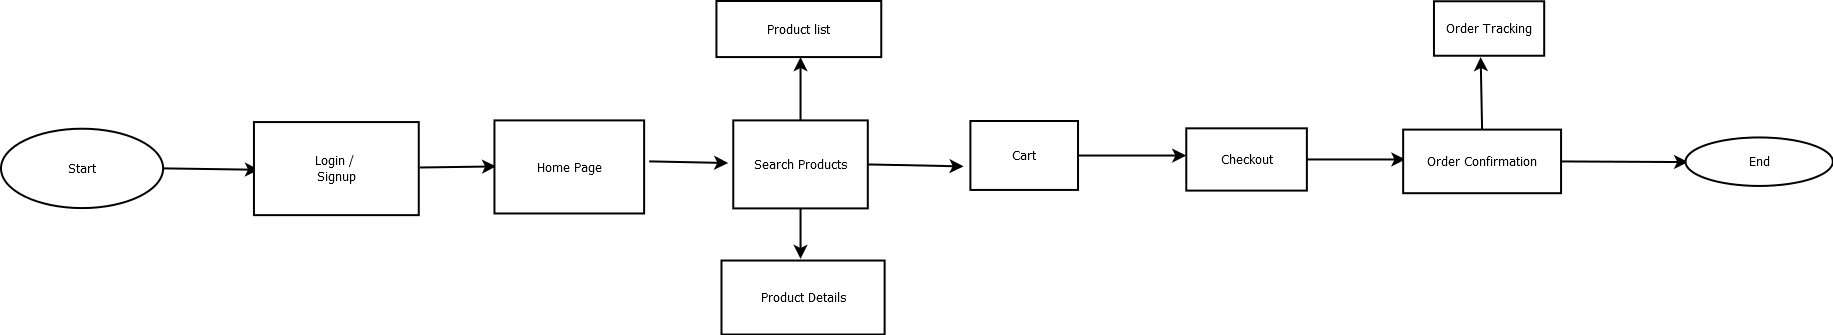 Product list
Order Tracking
Start
Login /
Signup
Home Page
Search Products
Cart
Checkout
Order Confirmation
End
Product Details